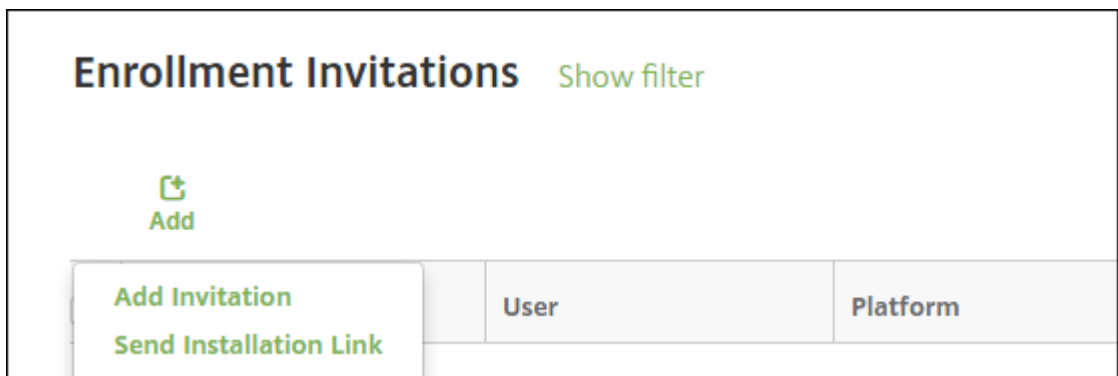 Enrollment Invitations Show filter
Add
Add Invitation
Send Installation Link
User Platform